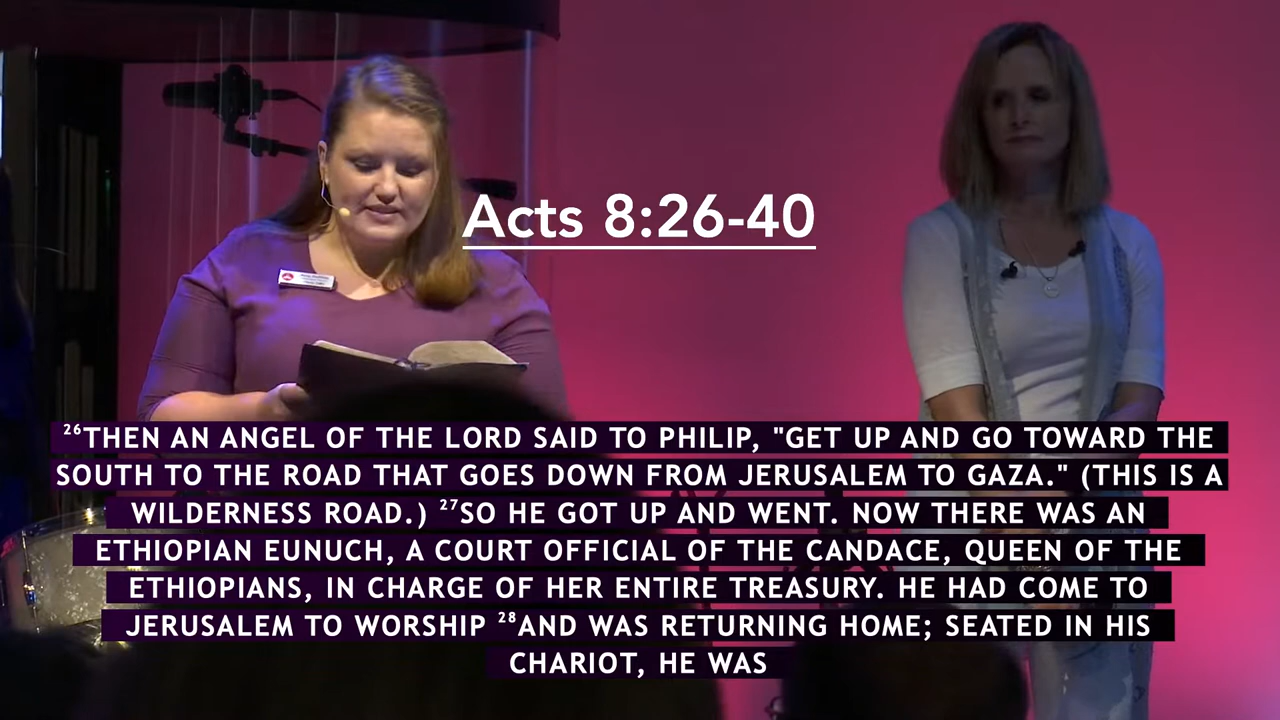 Acts 8:26-40
²⁶THEN AN ANGEL OF THE LORD SAID TO PHILIP, "GET UP AND GO TOWARD THE
SOUTH TO THE ROAD THAT GOES DOWN FROM JERUSALEM TO GAZA." (THIS IS A
WILDERNESS ROAD.) ²⁷SO HE GOT UP AND WENT. NOW THERE WAS AN
ETHIOPIAN EUNUCH, A COURT OFFICIAL OF THE CANDACE, QUEEN OF THE
ETHIOPIANS, IN CHARGE OF HER ENTIRE TREASURY. HE HAD COME TO
JERUSALEM TO WORSHIP ²⁸AND WAS RETURNING HOME; SEATED IN HIS
CHARIOT, HE WAS